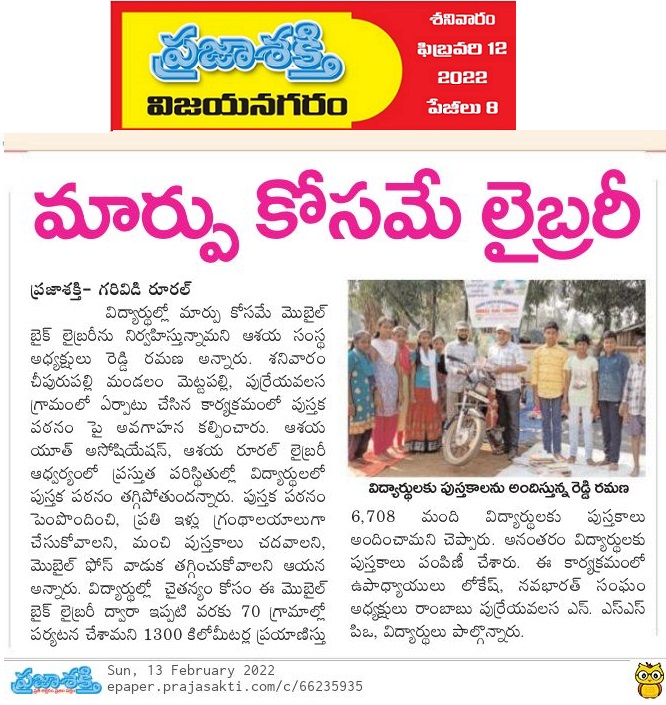 ప్రజాశక్తి
విజయనగరం
శనివారం
ఫిబ్రవరి 12
2022
పేజీలు 8
మార్పు కోసమే లైబ్రరీ
ప్రజాశక్తి- గరివిడి రూరల్
విద్యార్థుల్లో మార్పు కోసమే మొబైల్
బైక్ లైబ్రరీను నిర్వహిస్తున్నామని ఆశయ సంస్థ
అధ్యక్షులు రెడ్డి రమణ అన్నారు. శనివారం
చీపురుపల్లి మండలం మెట్టపల్లి, పుర్రేయవలస
గ్రామంలో ఏర్పాటు చేసిన కార్యక్రమంలో పుస్తక
పఠనం పై అవగాహన కల్పించారు. ఆశయ
యూత్ అసోషియేషన్, ఆశయ రూరల్ లైబ్రరీ
ఆధ్వర్యంలో ప్రస్తుత పరిస్థితుల్లో విద్యార్థులలో
పుస్తక పఠనం తగ్గిపోతుందన్నారు. పుస్తక పఠనం
పెంపొందించి, ప్రతి ఇళ్లు గ్రంథాలయాలుగా
చేసుకోవాలని, మంచి పుస్తకాలు చదవాలని,
మొబైల్ ఫోన్ వాడుక తగ్గించుకోవాలని ఆయన
అన్నారు. విద్యార్థుల్లో చైతన్యం కోసం ఈ మొబైల్
బైక్ లైబ్రరీ ద్వారా ఇప్పటి వరకు 70 గ్రామాల్లో
పర్యటన చేశామని 1300 కిలోమీటర్ల ప్రయాణిస్తు
విద్యార్థులకు పుస్తకాలను అందిస్తున్న రెడ్డి రమణ
6,708 మంది విద్యార్థులకు పుస్తకాలు
అందించామని చెప్పారు. అనంతరం విద్యార్థులకు
పుస్తకాలు పంపిణీ చేశారు. ఈ కార్యక్రమంలో
ఉపాధ్యాయులు లోకేష్, నవభారత్ సంఘం
అధ్యక్షులు రాంబాబు పుర్రేయవలస ఎన్. ఎస్ఎస్
పిఒ, విద్యార్థులు పాల్గొన్నారు.
ప్రజాశక్తి
Sun, 13 February 2022
epaper.prajasakti.com/c/66235935